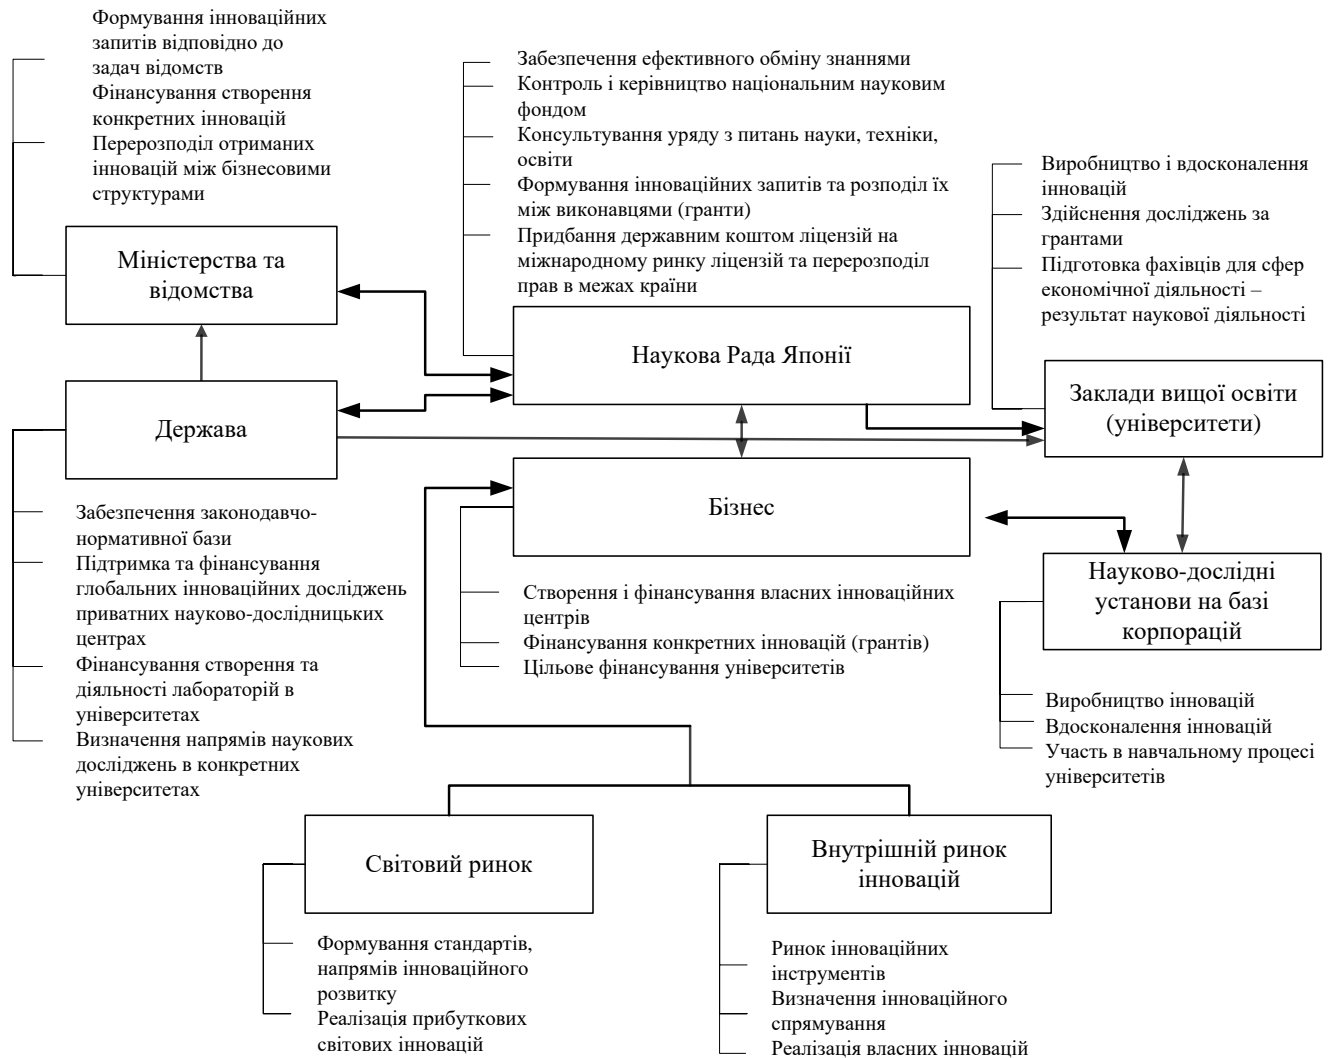 Формування інноваційних
запитів відповідно до
задач відомств
Фінансування створення
конкретних інновацій
Перерозподіл отриманих
інновацій між бізнесовими
структурами
Міністерства та
відомства
Забезпечення ефективного обміну знаннями
Контроль і керівництво національним науковим
фондом
Консультування уряду з питань науки, техніки,
освіти
Формування інноваційних запитів та розподіл їх
між виконавцями (гранти)
Придбання державним коштом ліцензій на
міжнародному ринку ліцензій та перерозподіл
прав в межах країни
Наукова Рада Японії
Виробництво і вдосконалення
інновацій
Здійснення досліджень за
грантами
Підготовка фахівців для сфер
економічної діяльності –
результат наукової діяльності
Заклади вищої освіти
(університети)
Держава
Забезпечення законодавчо-
нормативної бази
Підтримка та фінансування
глобальних інноваційних досліджень
приватних науково-дослідницьких
центрах
Фінансування створення та
діяльності лабораторій в
університетах
Визначення напрямів наукових
досліджень в конкретних
університетах
Бізнес
Створення і фінансування власних інноваційних
центрів
Фінансування конкретних інновацій (грантів)
Цільове фінансування університетів
Науково-дослідні
установи на базі
корпорацій
Виробництво інновацій
Вдосконалення інновацій
Участь в навчальному процесі
університетів
Світовий ринок
Формування стандартів,
напрямів інноваційного
розвитку
Реалізація прибуткових
світових інновацій
Внутрішній ринок
інновацій
Ринок інноваційних
інструментів
Визначення інноваційного
спрямування
Реалізація власних інновацій